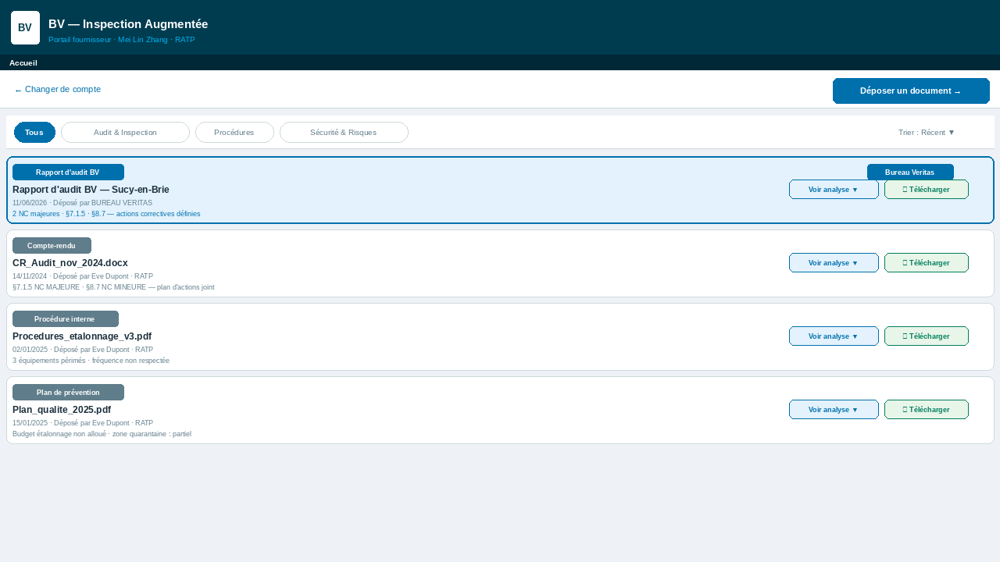 BV
BV — Inspection Augmentée
Portail fournisseur · Mei Lin Zhang · RATP
Accueil
← Changer de compte
Déposer un document →
Tous
Audit & Inspection
Procédures
Sécurité & Risques
Trier : Récent ▼
Rapport d'audit BV
Bureau Veritas
Rapport d'audit BV — Sucy-en-Brie
Voir analyse ▼
Télécharger
11/06/2026 · Déposé par BUREAU VERITAS
2 NC majeures · §7.1.5 · §8.7 — actions correctives définies
Compte-rendu
CR_Audit_nov_2024.docx
Voir analyse ▼
Télécharger
14/11/2024 · Déposé par Eve Dupont · RATP
§7.1.5 NC MAJEURE · §8.7 NC MINEURE — plan d'actions joint
Procédure interne
Procedures_etalonnage_v3.pdf
Voir analyse ▼
Télécharger
02/01/2025 · Déposé par Eve Dupont · RATP
3 équipements périmés · fréquence non respectée
Plan de prévention
Plan_qualite_2025.pdf
Voir analyse ▼
Télécharger
15/01/2025 · Déposé par Eve Dupont · RATP
Budget étalonnage non alloué · zone quarantaine : partiel